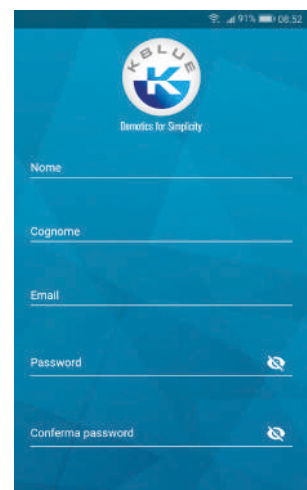 91% 08:52
KBLUE
K
Domotics for Simplicity
Nome
Cognome
Email
Password
Conferma password